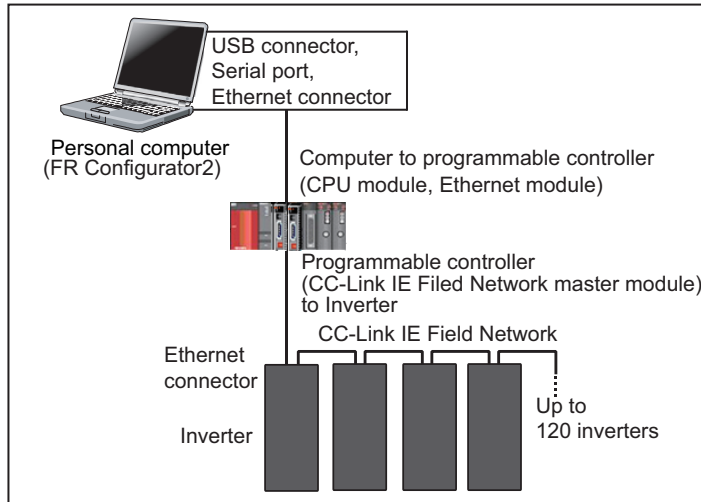 USB connector,
Serial port,
Ethernet connector
Personal computer
(FR Configurator2)
Computer to programmable controller
(CPU module, Ethernet module)
Programmable controller
(CC-Link IE Filed Network master module)
to Inverter
CC-Link IE Field Network
Ethernet
connector
Inverter
Up to
120 inverters